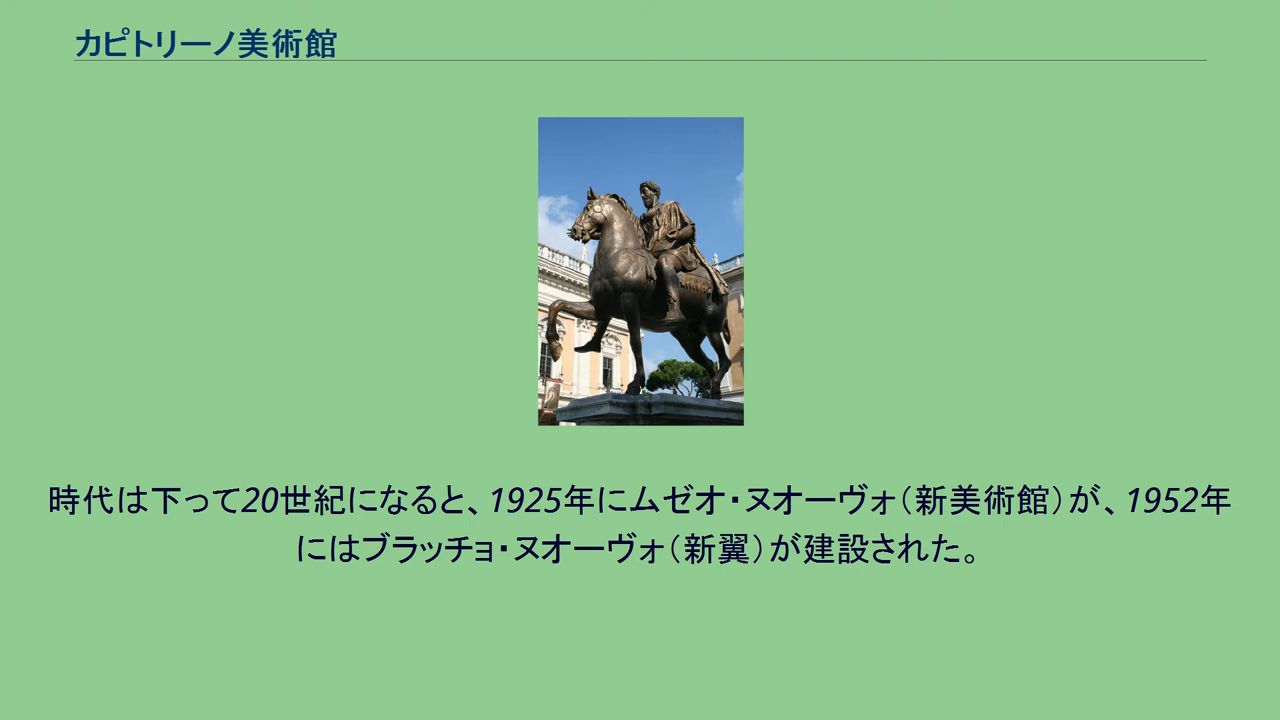 カピトリーノ美術館
時代は下って20世紀になると、1925年にムゼオ・ヌオーヴォ（新美術館）が、1952年
にはブラッチョ・ヌオーヴォ（新翼）が建設された。